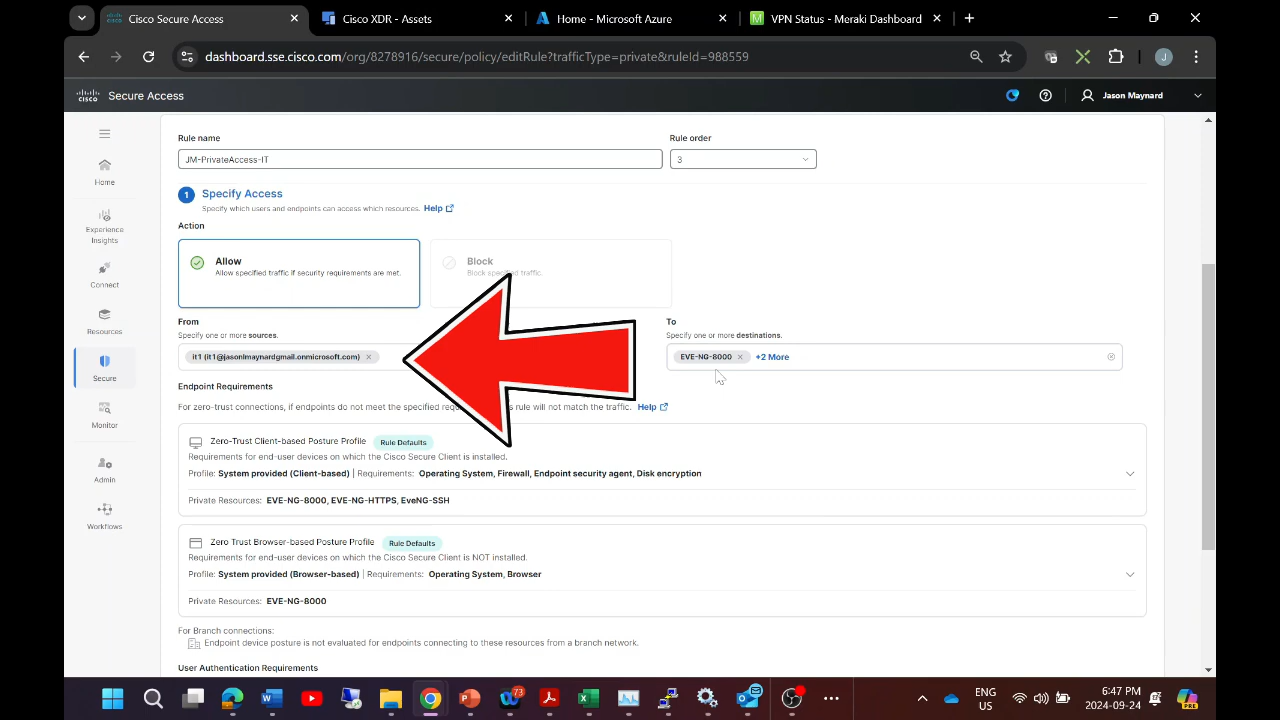 Cisco Secure Access
Cisco XDR - Assets
Home - Microsoft Azure
VPN Status - Meraki Dashboard
dashboard.sse.cisco.com/org/8278916/secure/policy/editRule?trafficType=private&ruleId=988559
J
CISCO
Secure Access
Jason Maynard
Home
Experience
Insights
Connect
Resources
Secure
Monitor
Admin
Workflows
Rule name
Rule order
JM-PrivateAccess-IT
3
1 Specify Access
Specify which users and endpoints can access which resources. Help
Action
Allow
Allow specified traffic if security requirements are met.
Block
Block specified traffic.
From
Specify one or more sources.
it1 (it1@jasonlmaynardgmail.onmicrosoft.com)
To
Specify one or more destinations.
EVE-NG-8000
+2 More
Endpoint Requirements
For zero-trust connections, if endpoints do not meet the specified rule will not match the traffic. Help
Zero-Trust Client-based Posture Profile Rule Defaults
Requirements for end-user devices on which the Cisco Secure Client is installed.
Profile: System provided (Client-based) | Requirements: Operating System, Firewall, Endpoint security agent, Disk encryption
Private Resources: EVE-NG-8000, EVE-NG-HTTPS, EveNG-SSH
Zero Trust Browser-based Posture Profile Rule Defaults
Requirements for end-user devices on which the Cisco Secure Client is NOT installed.
Profile: System provided (Browser-based) | Requirements: Operating System, Browser
Private Resources: EVE-NG-8000
For Branch connections:
Endpoint device posture is not evaluated for endpoints connecting to these resources from a branch network.
User Authentication Requirements
73
ENG
US
6:47 PM
2024-09-24
PRE